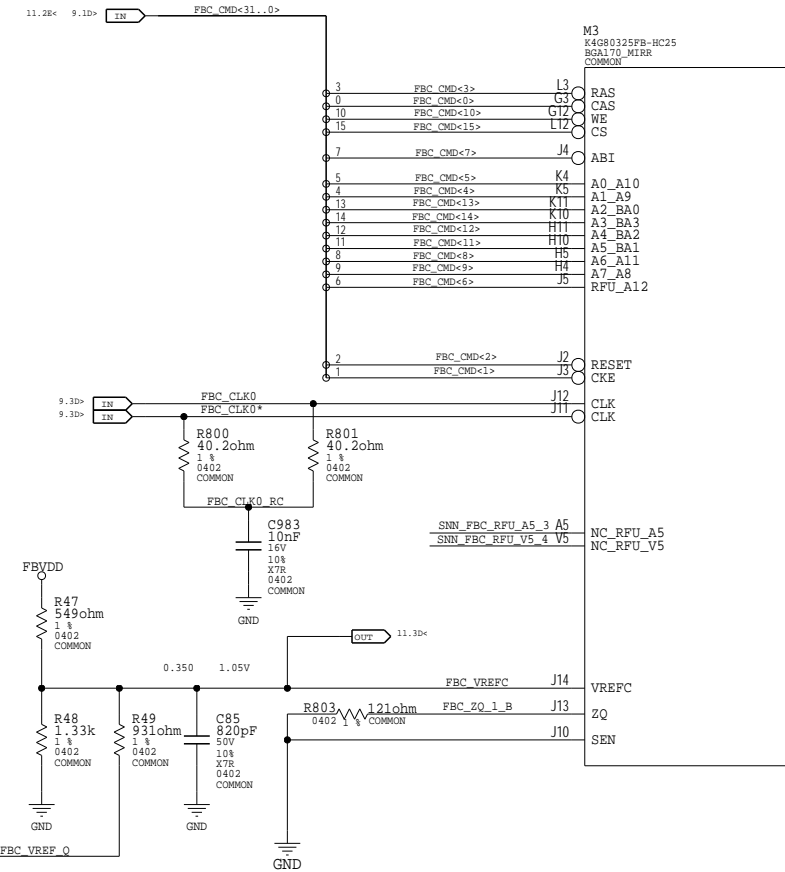 11.2E< 9.1D> IN FBC_CMD<31..0>
M3
K4G80325FB-HC25
BGA170_MIRR
COMMON
3 FBC_CMD<3> L3 RAS
0 FBC_CMD<0> G3 CAS
10 FBC_CMD<10> G12 WE
15 FBC_CMD<15> L12 CS
7 FBC_CMD<7> J4 ABI
5 FBC_CMD<5> K4 A0_A10
4 FBC_CMD<4> K5 A1_A9
13 FBC_CMD<13> K11 A2_BA0
14 FBC_CMD<14> K10 A3_BA3
12 FBC_CMD<12> H11 A4_BA2
11 FBC_CMD<11> H10 A5_BA1
8 FBC_CMD<8> H5 A6_A11
9 FBC_CMD<9> H4 A7_A8
6 FBC_CMD<6> J5 RFU_A12
2 FBC_CMD<2> J2 RESET
1 FBC_CMD<1> J3 CKE
9.3D> IN FBC_CLK0 J12 CLK
9.3D> IN FBC_CLK0* J11 CLK
R800
40.2ohm
1 %
0402
COMMON
R801
40.2ohm
1 %
0402
COMMON
FBC_CLK0_RC
C983
10nF
16V
10%
X7R
0402
COMMON
GND
SNN_FBC_RFU_A5_3 A5 NC_RFU_A5
SNN_FBC_RFU_V5_4 V5 NC_RFU_V5
FBVDD
R47
549ohm
1 %
0402
COMMON
OUT 11.3D<
0.350 1.05V
FBC_VREFC J14 VREFC
R803 121ohm FBC_ZQ_1_B J13 ZQ
0402 1 % COMMON
J10 SEN
R48
1.33k
1 %
0402
COMMON
R49
931ohm
1 %
0402
COMMON
C85
820pF
50V
10%
X7R
0402
COMMON
GND
GND
GND
FBC_VREF_Q